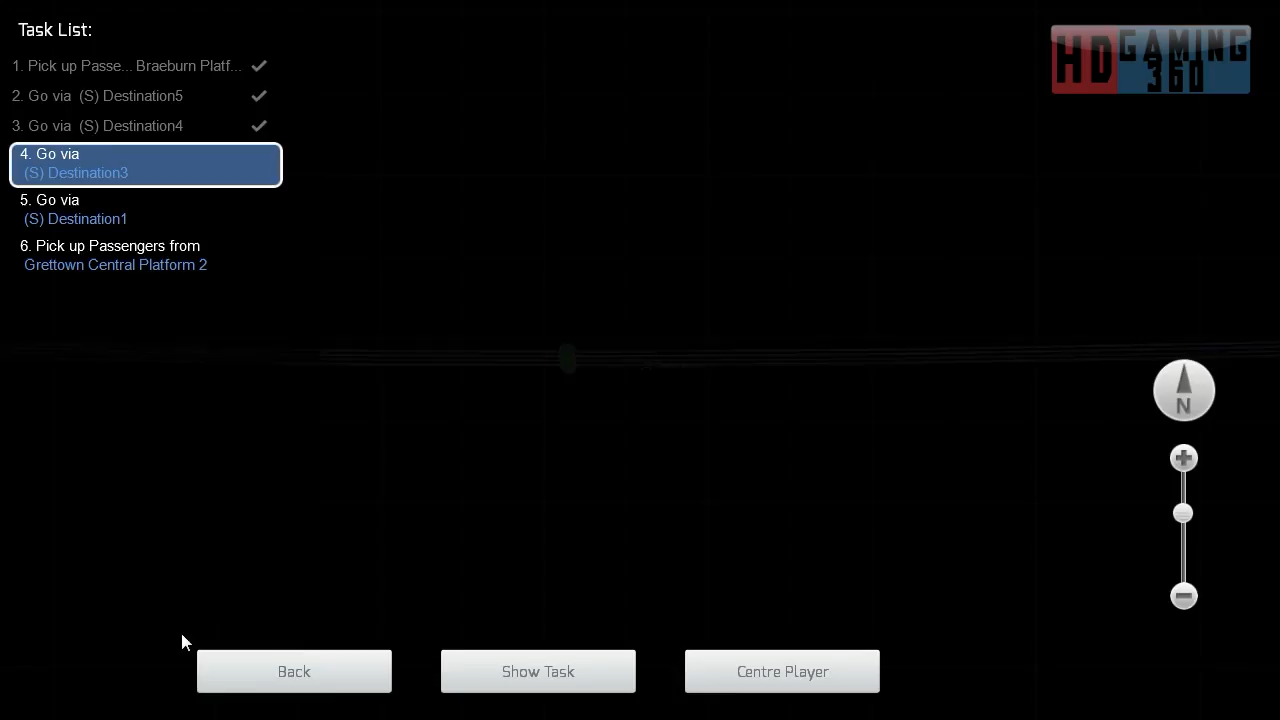 Task List:
1. Pick up Passe... Braeburn Platf...
2. Go via (S) Destination5
3. Go via (S) Destination4
4. Go via
(S) Destination3
5. Go via
(S) Destination1
6. Pick up Passengers from
Grettown Central Platform 2
HD GAMING
360
N
Back
Show Task
Centre Player